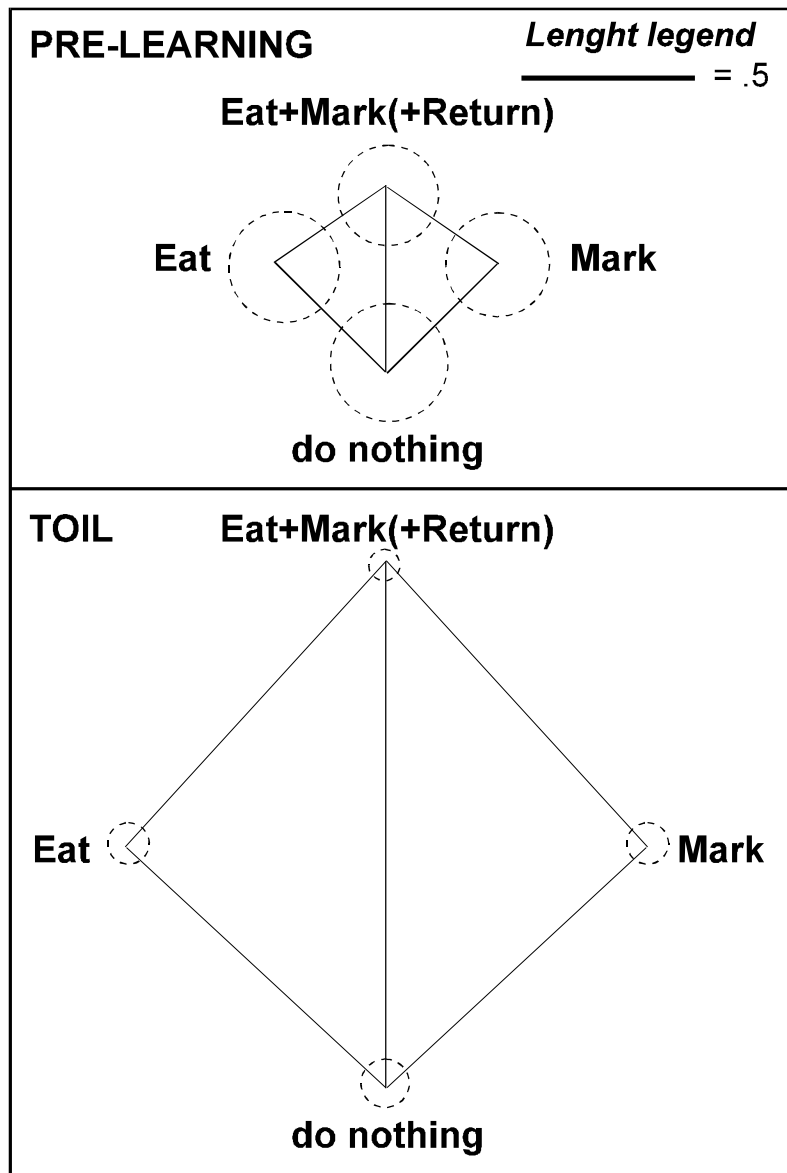 PRE-LEARNING
Lenght legend
= .5
Eat+Mark(+Return)
Eat
Mark
do nothing
TOIL
Eat+Mark(+Return)
Eat
Mark
do nothing